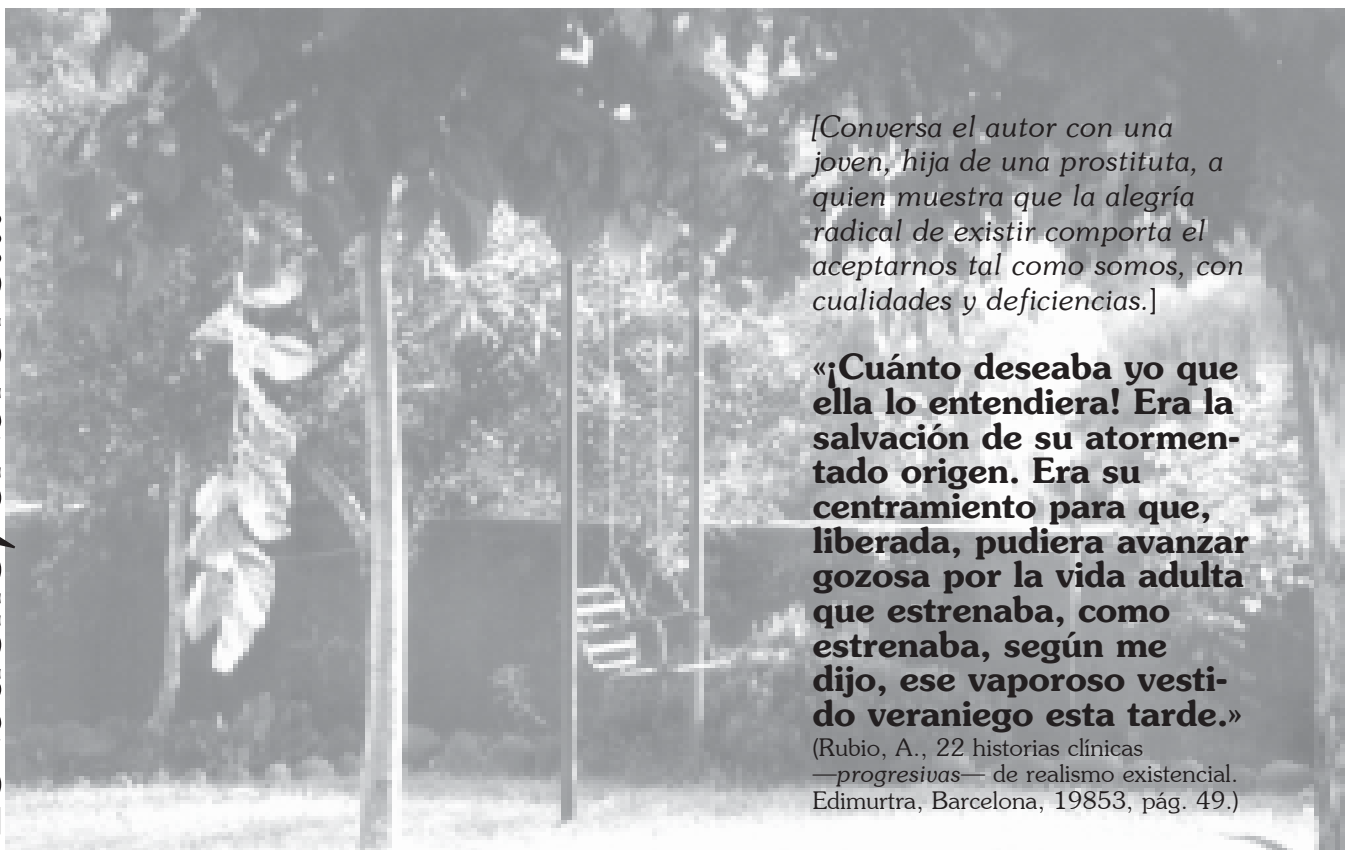 [Conversa el autor con una
joven, hija de una prostituta, a
quien muestra que la alegría
radical de existir comporta el
aceptarnos tal como somos, con
cualidades y deficiencias.]
«¡Cuánto deseaba yo que
ella lo entendiera! Era la
salvación de su atormen-
tado origen. Era su
centramiento para que,
liberada, pudiera avanzar
gozosa por la vida adulta
que estrenaba, como
estrenaba, según me
dijo, ese vaporoso vesti-
do veraniego esta tarde.»
(Rubio, A., 22 historias clínicas
—progresivas— de realismo existencial.
Edimurtra, Barcelona, 19853, pág. 49.)